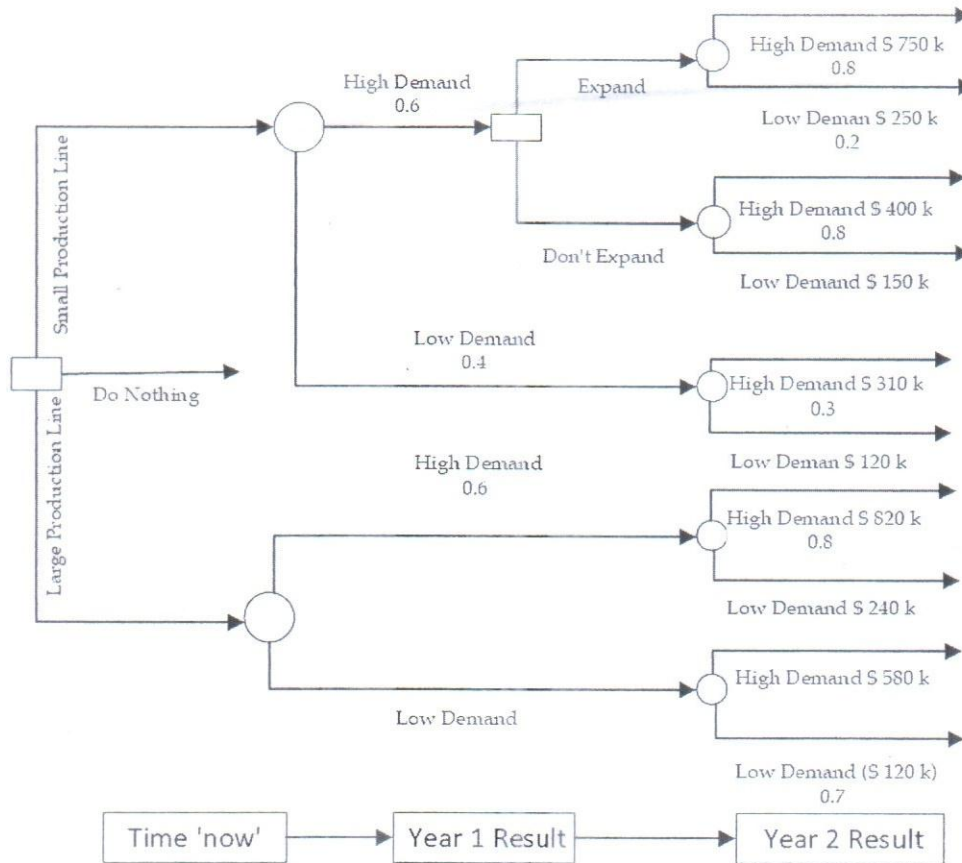 High Demand $ 750 k
0.8
High Demand
0.6
Expand
Low Deman $ 250 k
0.2
High Demand $ 400 k
0.8
Don't Expand
Low Demand $ 150 k
Small Production Line
Low Demand
0.4
High Demand $ 310 k
0.3
Do Nothing
Low Deman $ 120 k
High Demand
0.6
Large Production Line
High Demand $ 820 k
0.8
Low Demand $ 240 k
High Demand $ 580 k
Low Demand
Low Demand ($ 120 k)
0.7
Time 'now'
Year 1 Result
Year 2 Result